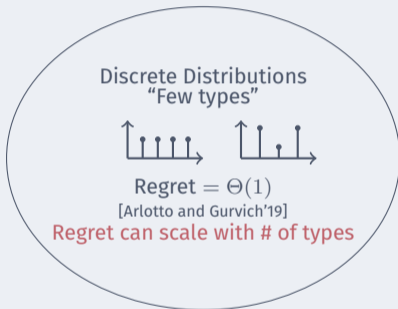 Discrete Distributions
“Few types”
Regret = Θ(1)
[Arlotto and Gurvich’19]
Regret can scale with # of types